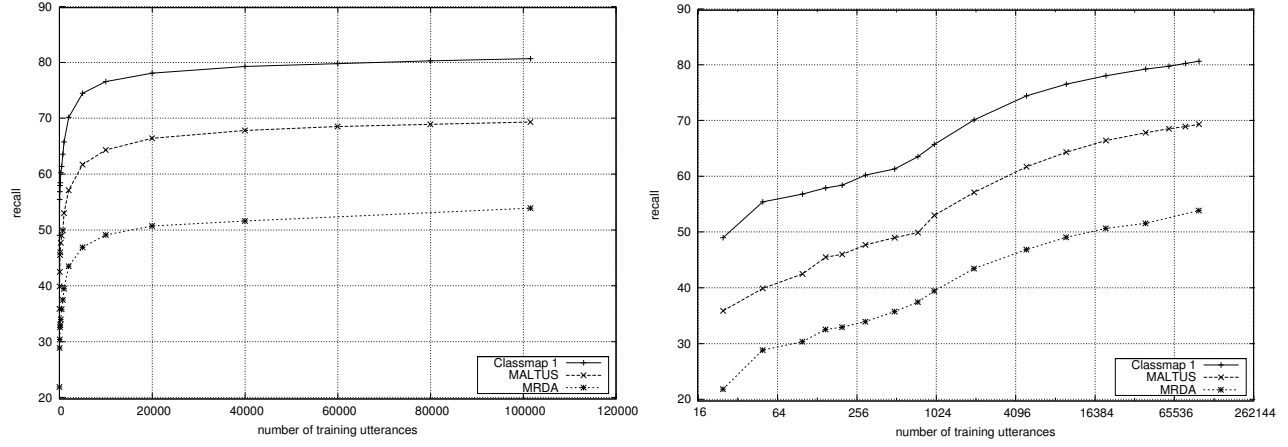 90
80
70
60
50
40
30
20
recall
0 20000 40000 60000 80000 100000 120000
number of training utterances
Classmap 1
MALTUS
MRDA
90
80
70
60
50
40
30
20
recall
16 64 256 1024 4096 16384 65536 262144
number of training utterances
Classmap 1
MALTUS
MRDA